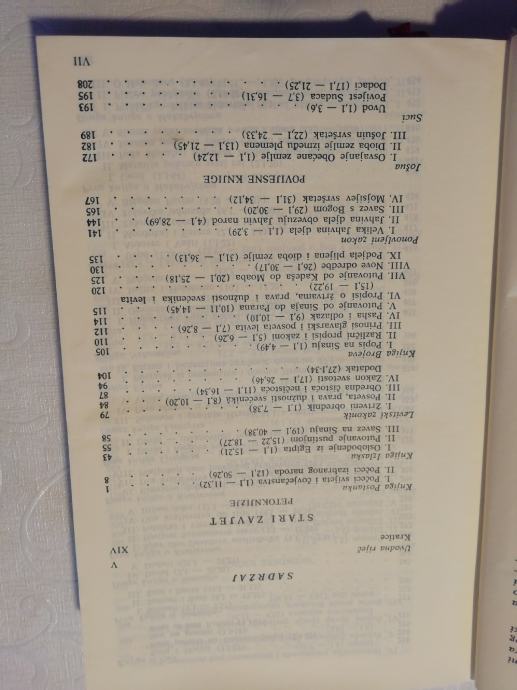 SADRŽAJ
Uvodna riječ V
Kratice XIV
STARI ZAVJET
PETOKNJIŽJE
Knjiga Postanka
I. Počeci svijeta i čovječanstva (1,1 — 11,32) . . . . 1
II. Počeci izabranog naroda (12,1 — 50,26) . . . . 8
Knjiga Izlaska
I. Oslobođenje iz Egipta (1,1 — 15,21) . . . . . 43
II. Putovanje pustinjom (15,22 — 18,27) . . . . . 55
III. Savez na Sinaju (19,1 — 40,38) . . . . . . 58
Levitski zakonik
I. Žrtveni obrednik (1,1 — 7,38) . . . . . . 79
II. Posveta, prava i dužnosti svećenika (8,1 — 10,20) . . 84
III. Obredna čistoća i nečistoća (11,1 — 16,34) . . . 87
IV. Zakon svetosti (17,1 — 26,46) . . . . . . 94
Dodatak (27,1-34) . . . . . . . . . 104
Knjiga Brojeva
I. Popis na Sinaju (1,1 — 4,49) . . . . . . 105
II. Različni propisi i zakoni (5,1 — 6,26) . . . . 110
III. Prinosi glavarski i posveta levita (7,1 — 8,26) . . . 112
IV. Pasha i odlazak (9,1 — 10,10) . . . . . . 114
V. Putovanje od Sinaja do Parana (10,11 — 14,45) . . . 115
VI. Propisi o žrtvama, prava i dužnosti svećenika i levita
(15,1 — 19,22) . . . . . . . . . 120
VII. Putovanje od Kadeša do Moaba (20,1 — 25,18) . . . 125
VIII. Nove odredbe (26,1 — 30,17) . . . . . . 130
IX. Podjela plijena i dioba zemlje (31,1 — 36,13) . . . 135
Ponovljeni zakon
I. Velika Jahvina djela (1,1 — 3,29) . . . . . 141
II. Jahvina djela obvezuju Jahvin narod (4,1 — 28,69) . . 144
III. Savez s Bogom (29,1 — 30,20) . . . . . . 165
IV. Mojsijev svršetak (31,1 — 34,12) . . . . . 167
POVIJESNE KNJIGE
Jošua
I. Osvajanje Obećane zemlje (1,1 — 12,24) . . . . 172
II. Dioba zemlje između plemena (13,1 — 21,45) . . . 182
III. Jošuin svršetak (22,1 — 24,33) . . . . . . 189
Suci
Uvod (1,1 — 3,6) . . . . . . . . . 193
Povijest Sudaca (3,7 — 16,31) . . . . . . 195
Dodaci (17,1 — 21,25) . . . . . . . . 208
VII